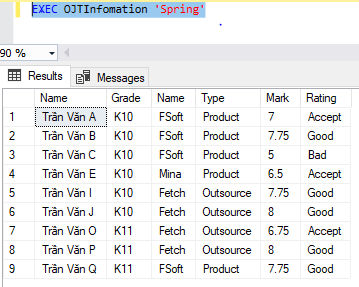 EXEC OJTInfomation 'Spring'
90 %
Results Messages
Name Grade Name Type Mark Rating
1 Trần Văn A K10 FSoft Product 7 Accept
2 Trần Văn B K10 FSoft Product 7.75 Good
3 Trần Văn C K10 FSoft Product 5 Bad
4 Trần Văn E K10 Mina Product 6.5 Accept
5 Trần Văn I K10 Fetch Outsource 7.75 Good
6 Trần Văn J K10 Fetch Outsource 8 Good
7 Trần Văn O K11 Fetch Outsource 6.75 Accept
8 Trần Văn P K11 Fetch Outsource 8 Good
9 Trần Văn Q K11 FSoft Product 7.75 Good